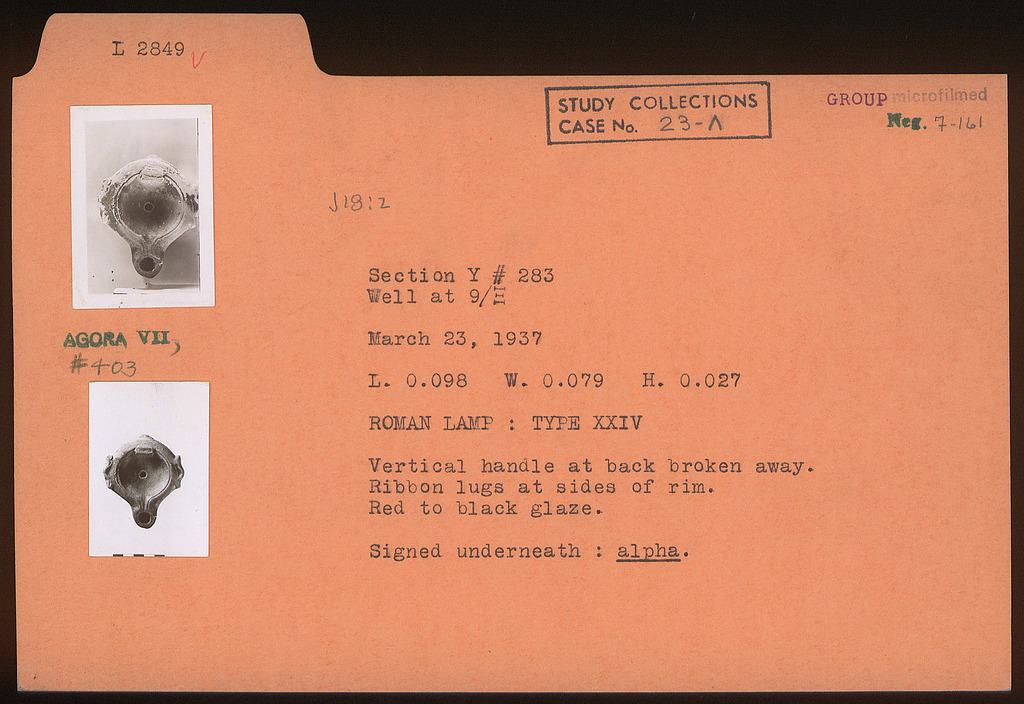 L 2849 v
STUDY COLLECTIONS
CASE No. 23-Λ
GROUP microfilmed
Neg. 7-161
J18:2
Section Y # 283
Well at 9/III
March 23, 1937
AGORA VII,
#403
L. 0.098 W. 0.079 H. 0.027
ROMAN LAMP : TYPE XXIV
Vertical handle at back broken away.
Ribbon lugs at sides of rim.
Red to black glaze.
Signed underneath : alpha.